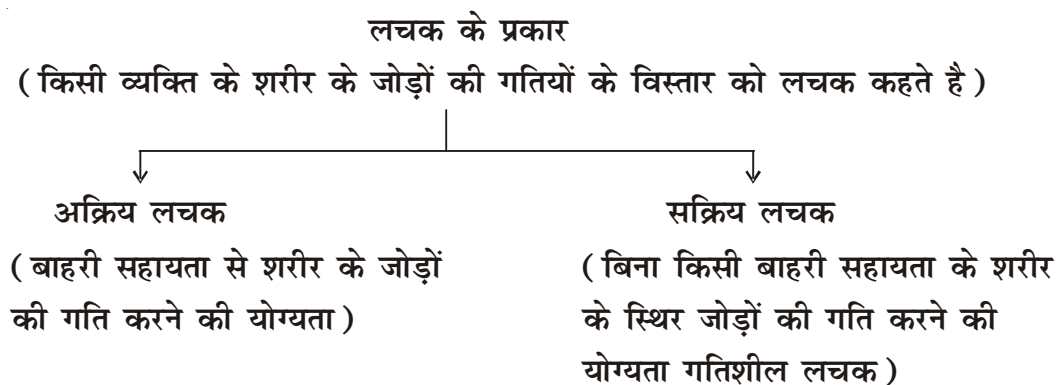 लचक के प्रकार
( किसी व्यक्ति के शरीर के जोड़ों की गतियों के विस्तार को लचक कहते है )
अक्रिय लचक
( बाहरी सहायता से शरीर के जोड़ों
की गति करने की योग्यता )
सक्रिय लचक
( बिना किसी बाहरी सहायता के शरीर
के स्थिर जोड़ों की गति करने की
योग्यता गतिशील लचक )